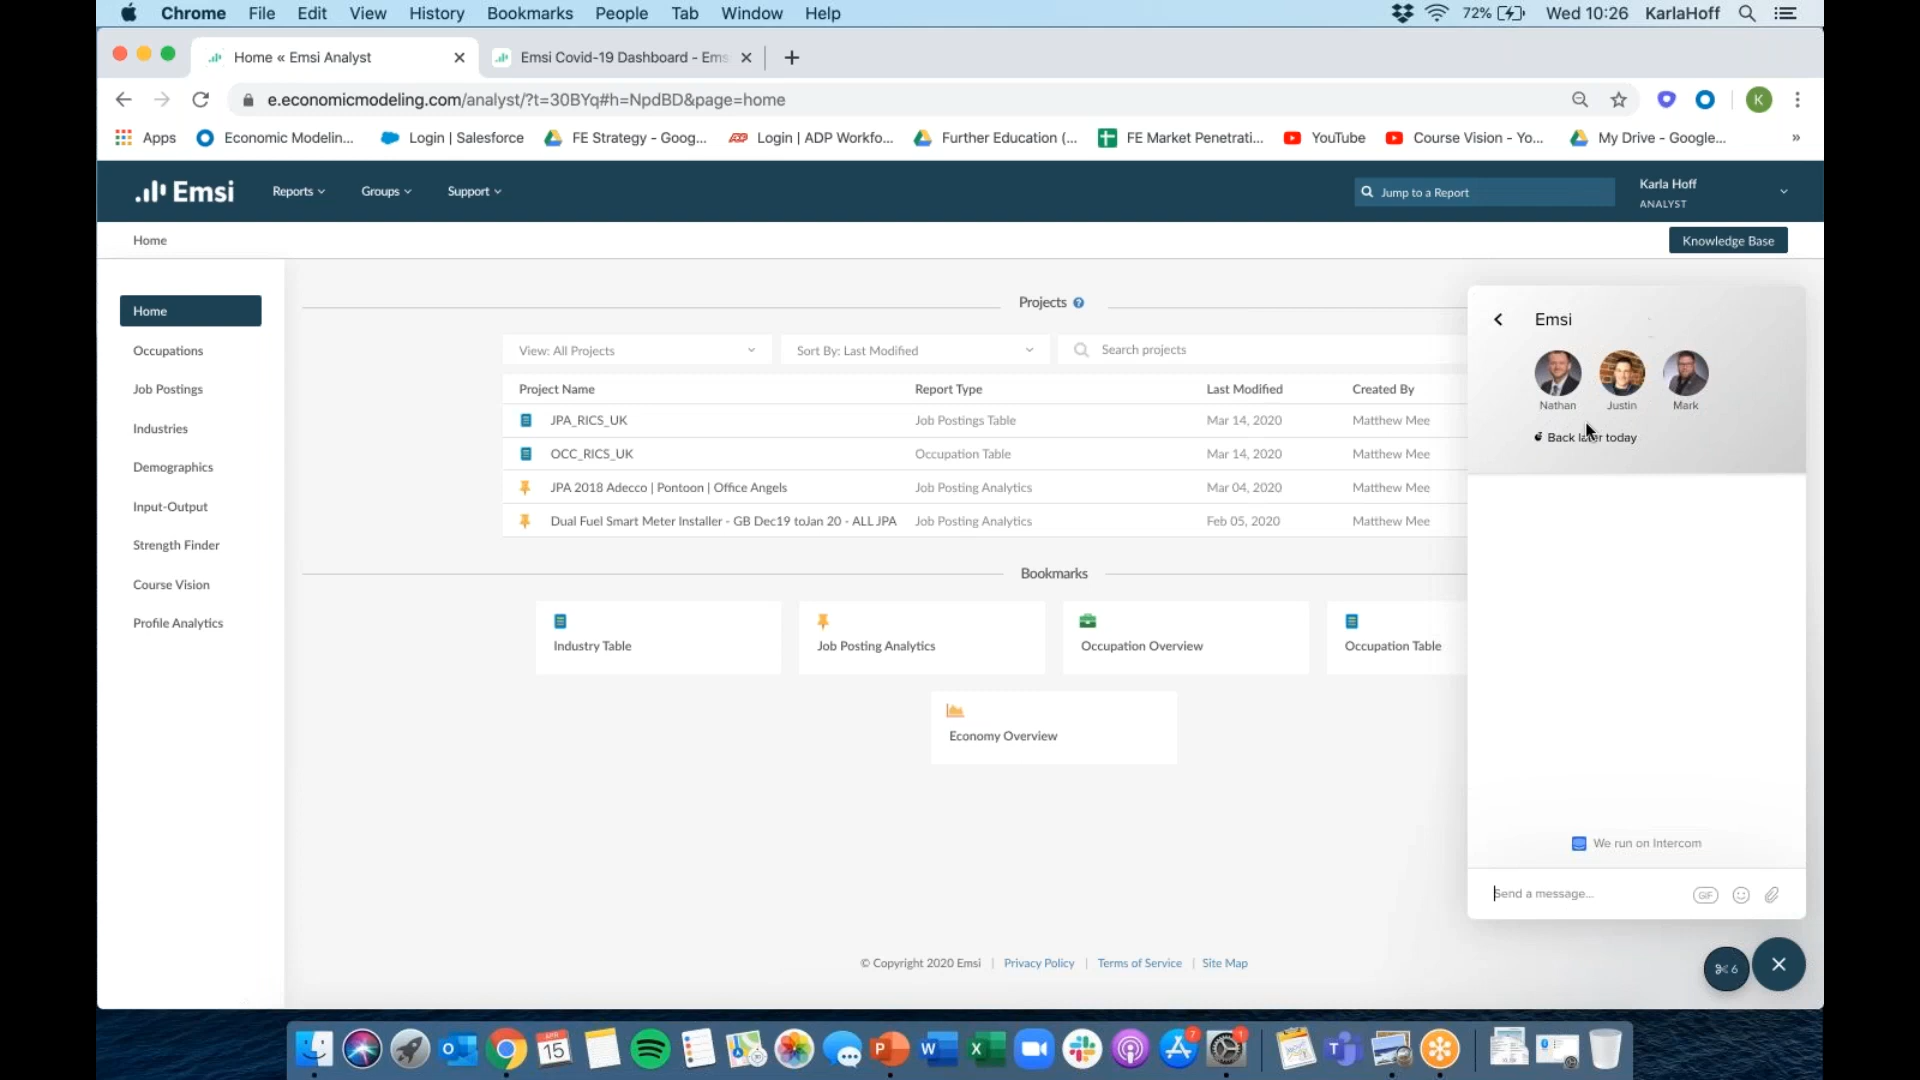 Chrome File Edit View History Bookmarks People Tab Window Help 72% Wed 10:26 KarlaHoff
Home « Emsi Analyst Emsi Covid-19 Dashboard - Ems
e.economicmodeling.com/analyst/?t=30BYq#h=NpdBD&page=home K
Apps Economic Modelin... Login | Salesforce FE Strategy - Goog... Login | ADP Workfo... Further Education (... FE Market Penetrati... YouTube Course Vision - Yo... My Drive - Google... »
Emsi Reports Groups Support Jump to a Report Karla Hoff
ANALYST
Home Knowledge Base
Home
Occupations
Job Postings
Industries
Demographics
Input-Output
Strength Finder
Course Vision
Profile Analytics
Projects ?
View: All Projects Sort By: Last Modified Search projects
Project Name Report Type Last Modified Created By
JPA_RICS_UK Job Postings Table Mar 14, 2020 Matthew Mee
OCC_RICS_UK Occupation Table Mar 14, 2020 Matthew Mee
JPA 2018 Adecco | Pontoon | Office Angels Job Posting Analytics Mar 04, 2020 Matthew Mee
Dual Fuel Smart Meter Installer - GB Dec19 toJan 20 - ALL JPA Job Posting Analytics Feb 05, 2020 Matthew Mee
Bookmarks
Industry Table Job Posting Analytics Occupation Overview Occupation Table
Economy Overview
Emsi
Nathan Justin Mark
Back later today
We run on Intercom
Send a message... GIF
6
© Copyright 2020 Emsi | Privacy Policy | Terms of Service | Site Map
APR
15
P W X 7 1